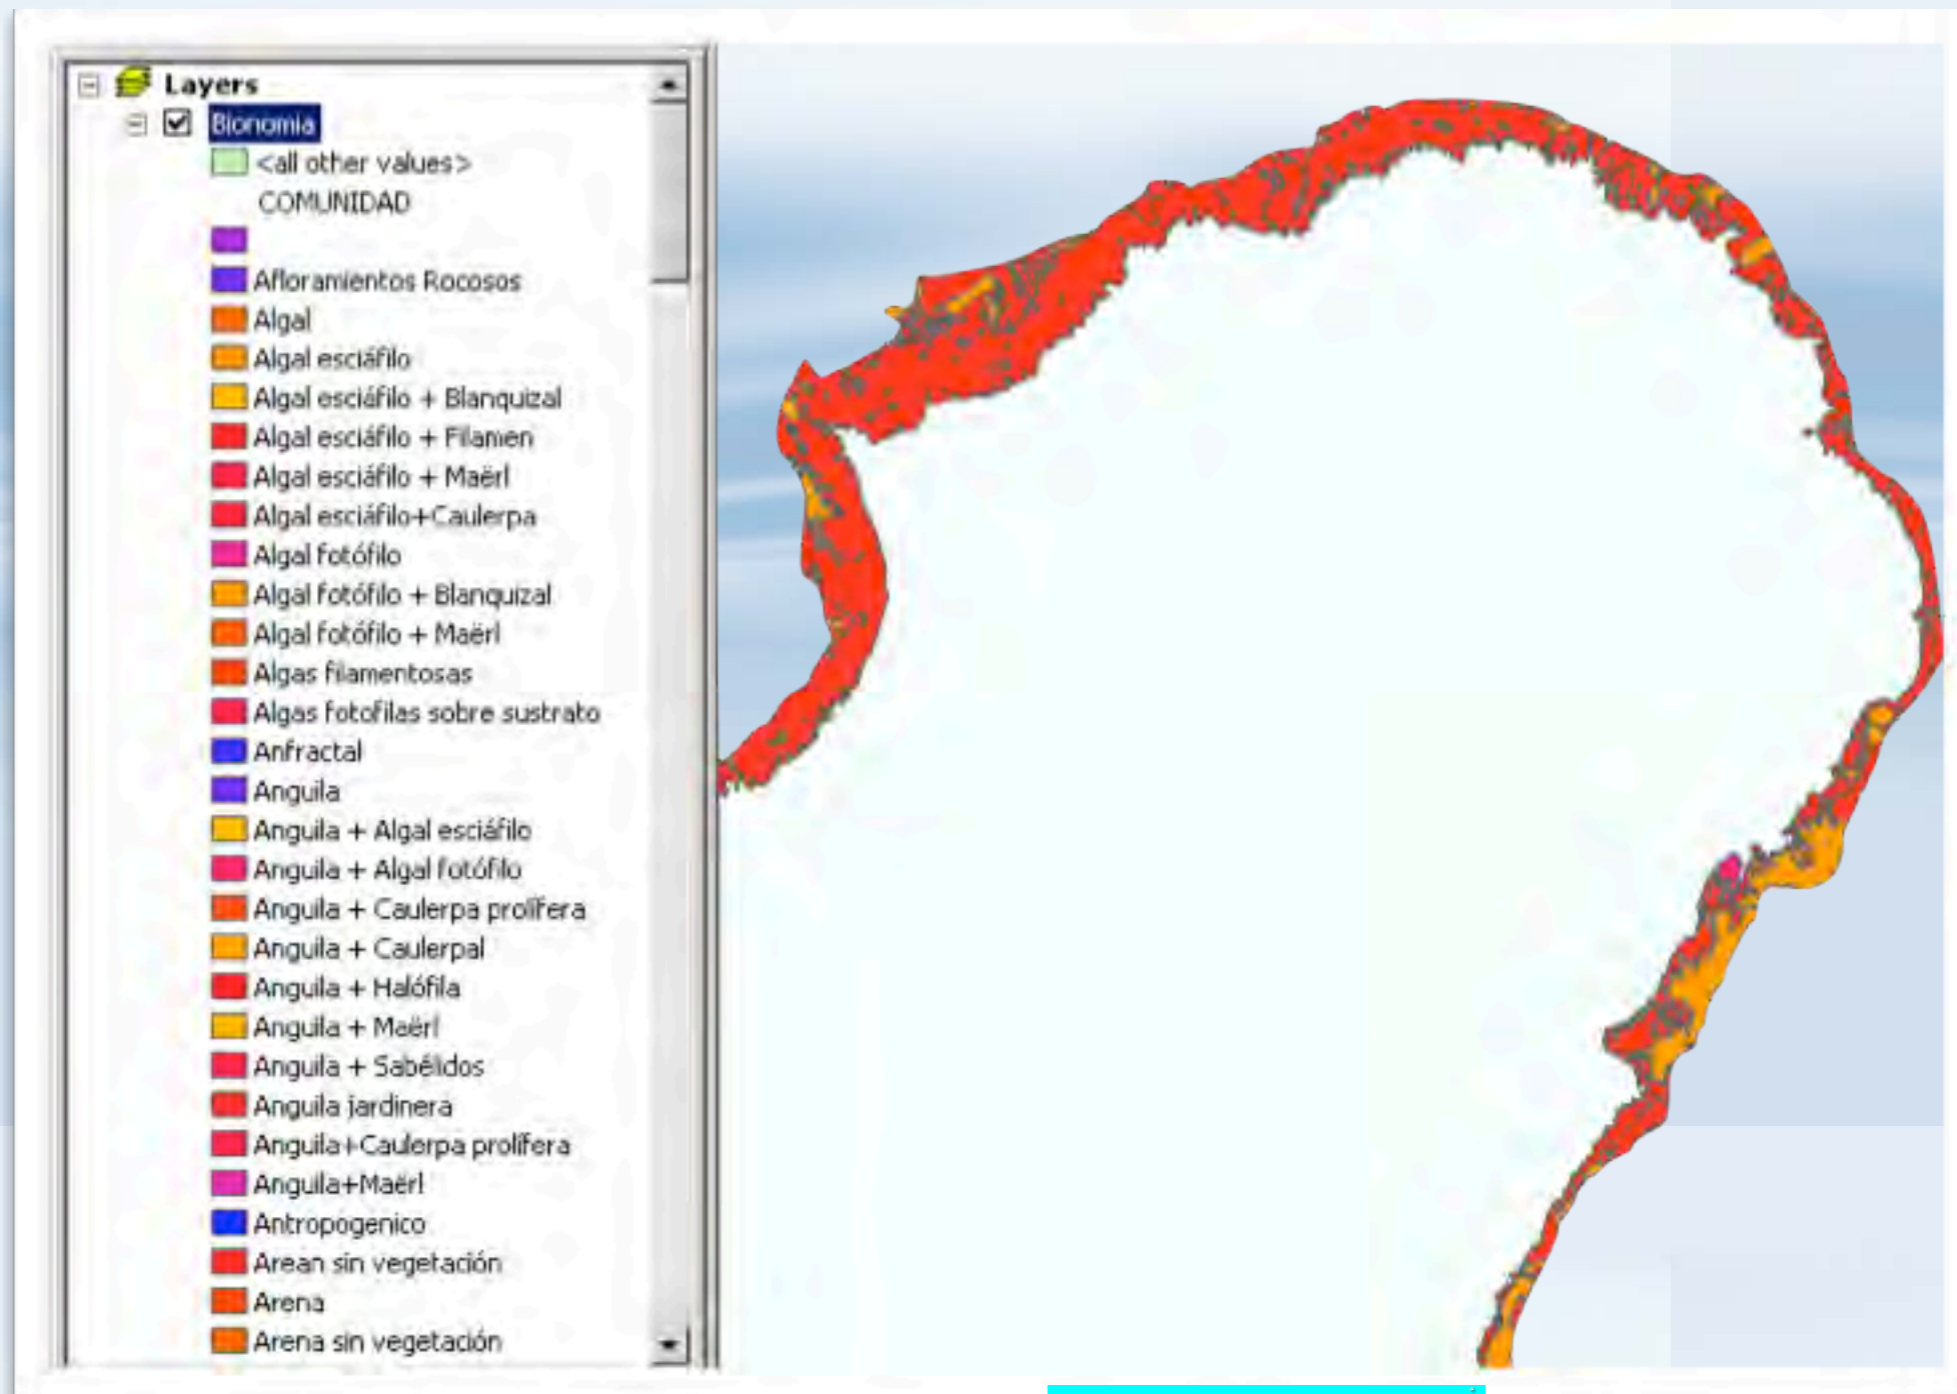 Layers
Bionomia
<all other values>
COMUNIDAD
Afloramientos Rocosos
Algal
Algal esciáfilo
Algal esciáfilo + Blanquizal
Algal esciáfilo + Filamen
Algal esciáfilo + Maërl
Algal esciáfilo+Caulerpa
Algal fotófilo
Algal fotófilo + Blanquizal
Algal fotófilo + Maërl
Algas filamentosas
Algas fotofilas sobre sustrato
Anfractal
Anguila
Anguila + Algal esciáfilo
Anguila + Algal fotófilo
Anguila + Caulerpa prolífera
Anguila + Caulerpal
Anguila + Halófila
Anguila + Maërl
Anguila + Sabélidos
Anguila jardinera
Anguila+Caulerpa prolífera
Anguila+Maërl
Antropogenico
Arean sin vegetación
Arena
Arena sin vegetación